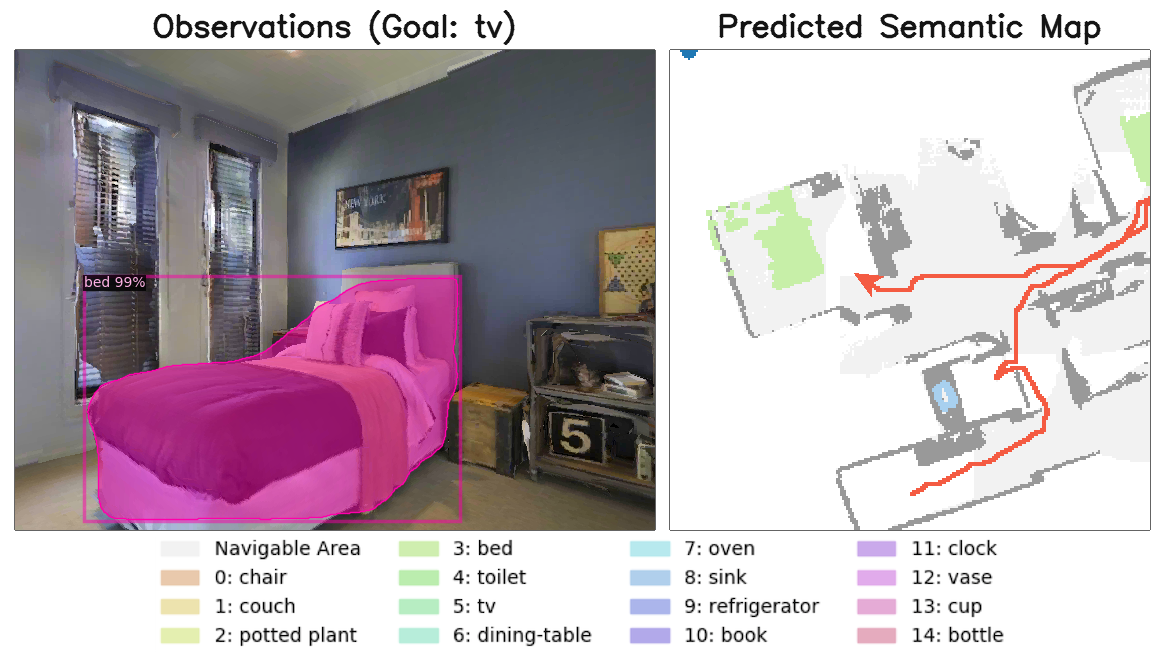 Observations (Goal: tv)
Predicted Semantic Map
NEW YORK
bed 99%
5
Navigable Area
0: chair
1: couch
2: potted plant
3: bed
4: toilet
5: tv
6: dining-table
7: oven
8: sink
9: refrigerator
10: book
11: clock
12: vase
13: cup
14: bottle